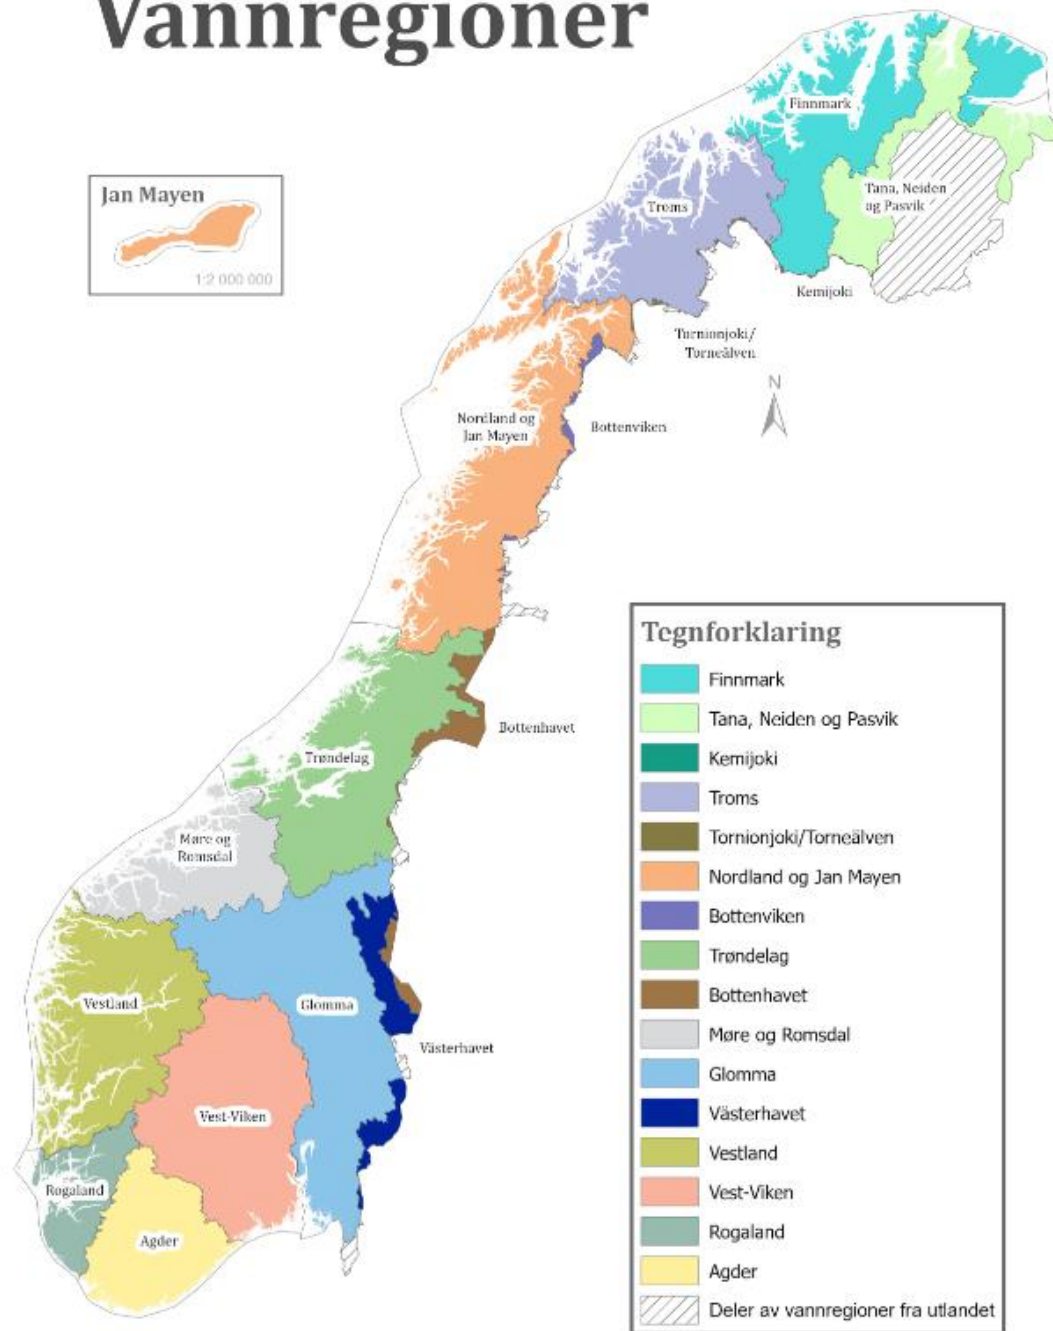 Vannregioner
Jan Mayen
1:2 000 000
Finnmark
Tana, Neiden
og Pasvik
Troms
Kemijoki
Tornionjoki/
Torneälven
N
Nordland og
Jan Mayen
Bottenviken
Bottenhavet
Trøndelag
Møre og
Romsdal
Vestland
Glomma
Västerhavet
Vest-Viken
Rogaland
Agder
Tegnforklaring
Finnmark
Tana, Neiden og Pasvik
Kemijoki
Troms
Tornionjoki/Torneälven
Nordland og Jan Mayen
Bottenviken
Trøndelag
Bottenhavet
Møre og Romsdal
Glomma
Västerhavet
Vestland
Vest-Viken
Rogaland
Agder
Deler av vannregioner fra utlandet